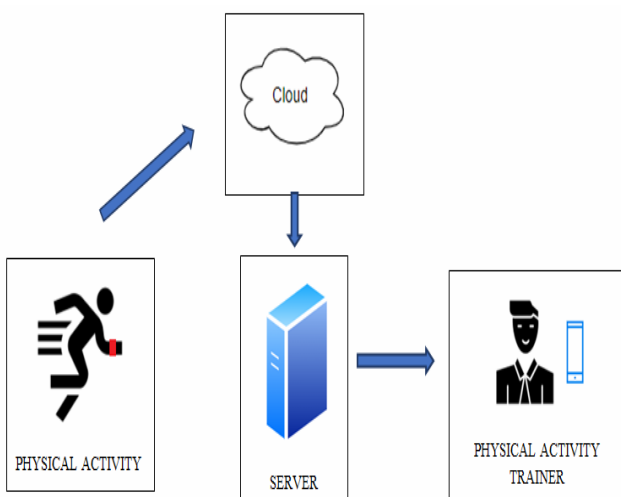 Cloud
PHYSICAL ACTIVITY
SERVER
PHYSICAL ACTIVITY
TRAINER